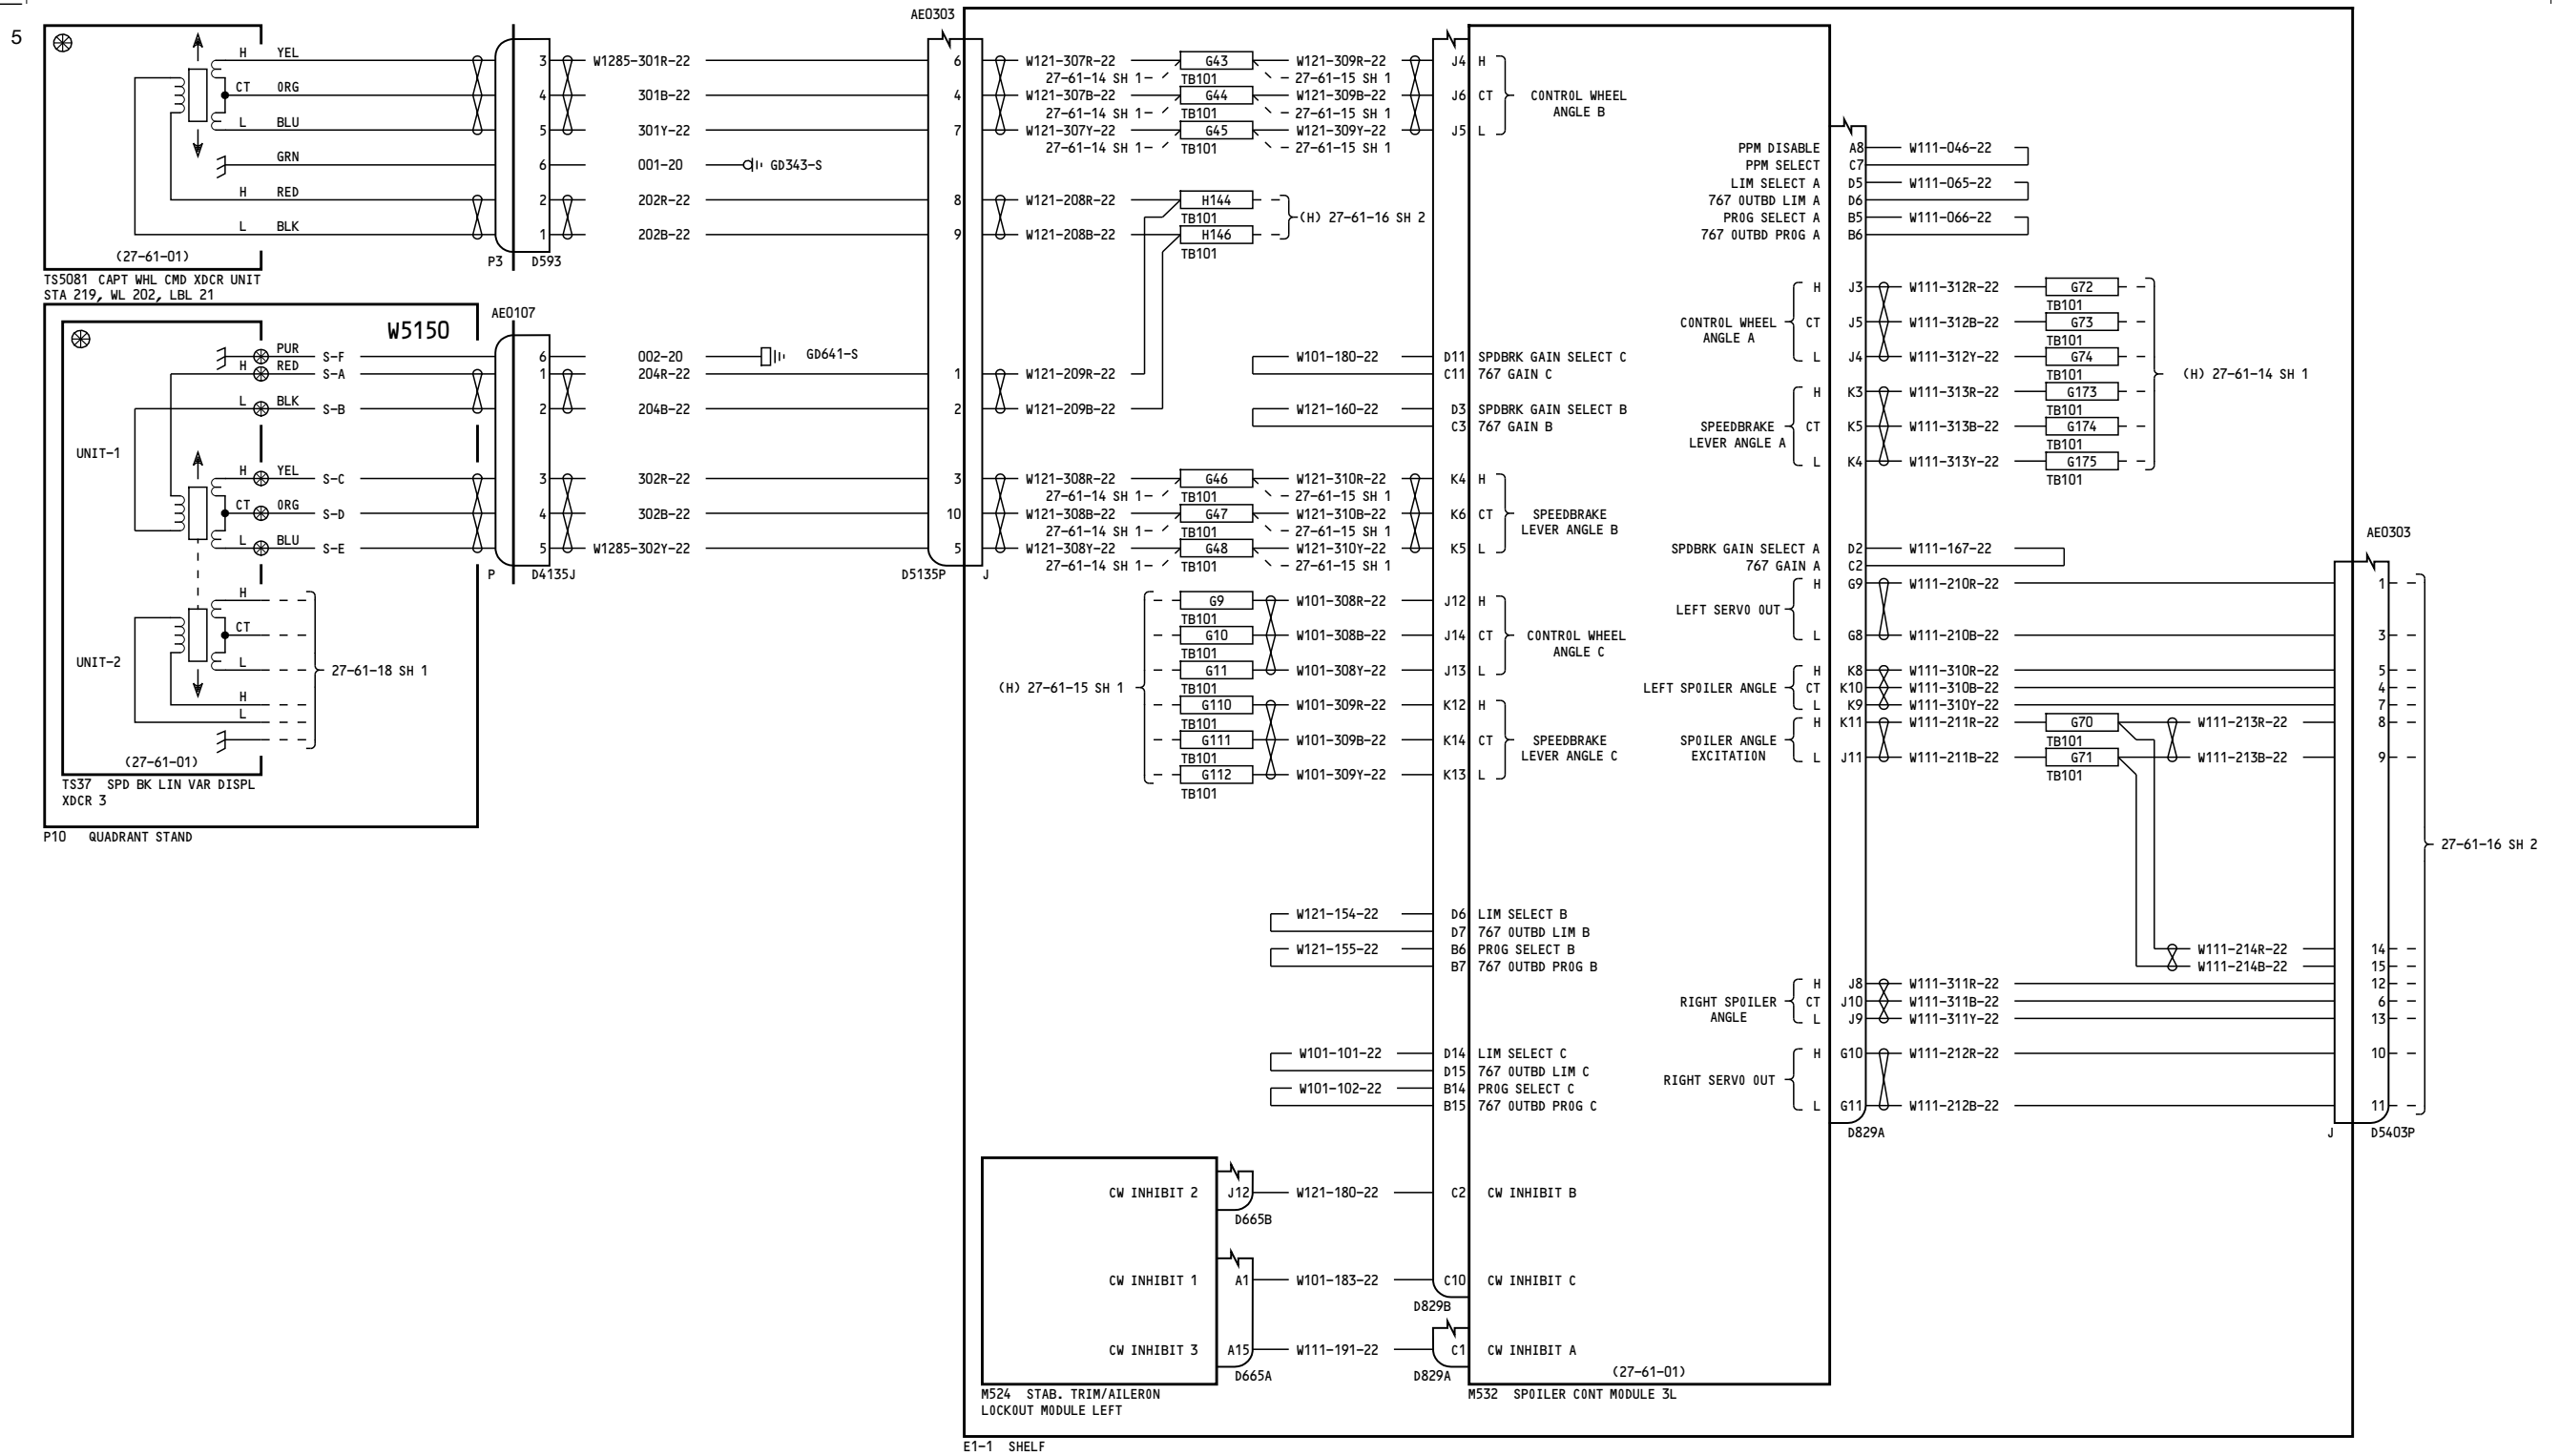 5
TS5081 CAPT WHL CMD XDCR UNIT
STA 219, WL 202, LBL 21
(27-61-01)
H YEL
CT ORG
L BLU
GRN
H RED
L BLK
P3 D593
3 W1285-301R-22 6
4 301B-22 4
5 301Y-22 7
6 001-20 GD343-S
2 202R-22 8
1 202B-22 9
W5150
AE0107
PUR S-F
H RED S-A
L BLK S-B
UNIT-1
H YEL S-C
CT ORG S-D
L BLU S-E
H
CT
L
UNIT-2
H
L
27-61-18 SH 1
(27-61-01)
TS37 SPD BK LIN VAR DISPL
XDCR 3
P10 QUADRANT STAND
6 002-20 GD641-S
1 204R-22 1
2 204B-22 2
3 302R-22 3
4 302B-22 10
5 W1285-302Y-22 5
P D4135J
D5135P J
AE0303
W121-307R-22 G43 W121-309R-22 J4 H
27-61-14 SH 1 TB101 27-61-15 SH 1
W121-307B-22 G44 W121-309B-22 J6 CT CONTROL WHEEL
ANGLE B
27-61-14 SH 1 TB101 27-61-15 SH 1
W121-307Y-22 G45 W121-309Y-22 J5 L
27-61-14 SH 1 TB101 27-61-15 SH 1
W121-208R-22 H144
TB101 (H) 27-61-16 SH 2
W121-208B-22 H146
TB101
W121-209R-22
W121-209B-22
W101-180-22 D11 SPDBRK GAIN SELECT C
C11 767 GAIN C
W121-160-22 D3 SPDBRK GAIN SELECT B
C3 767 GAIN B
W121-308R-22 G46 W121-310R-22 K4 H
27-61-14 SH 1 TB101 27-61-15 SH 1
W121-308B-22 G47 W121-310B-22 K6 CT SPEEDBRAKE
LEVER ANGLE B
27-61-14 SH 1 TB101 27-61-15 SH 1
W121-308Y-22 G48 W121-310Y-22 K5 L
27-61-14 SH 1 TB101 27-61-15 SH 1
G9 W101-308R-22 J12 H
TB101
G10 W101-308B-22 J14 CT CONTROL WHEEL
ANGLE C
TB101
G11 W101-308Y-22 J13 L
(H) 27-61-15 SH 1 TB101
G110 W101-309R-22 K12 H
TB101
G111 W101-309B-22 K14 CT SPEEDBRAKE
LEVER ANGLE C
TB101
G112 W101-309Y-22 K13 L
TB101
W121-154-22 D6 LIM SELECT B
D7 767 OUTBD LIM B
W121-155-22 B6 PROG SELECT B
B7 767 OUTBD PROG B
W101-101-22 D14 LIM SELECT C
D15 767 OUTBD LIM C
W101-102-22 B14 PROG SELECT C
B15 767 OUTBD PROG C
CW INHIBIT 2 J12 W121-180-22 C2 CW INHIBIT B
D665B
CW INHIBIT 1 A1 W101-183-22 C10 CW INHIBIT C
D829B
CW INHIBIT 3 A15 W111-191-22 C1 CW INHIBIT A
D665A D829A
(27-61-01)
M524 STAB. TRIM/AILERON
LOCKOUT MODULE LEFT
M532 SPOILER CONT MODULE 3L
E1-1 SHELF
PPM DISABLE A8 W111-046-22
PPM SELECT C7
LIM SELECT A D5 W111-065-22
767 OUTBD LIM A D6
PROG SELECT A B5 W111-066-22
767 OUTBD PROG A B6
H J3 W111-312R-22 G72
TB101
CONTROL WHEEL
ANGLE A CT J5 W111-312B-22 G73
TB101
L J4 W111-312Y-22 G74
TB101 (H) 27-61-14 SH 1
H K3 W111-313R-22 G173
TB101
SPEEDBRAKE
LEVER ANGLE A CT K5 W111-313B-22 G174
TB101
L K4 W111-313Y-22 G175
TB101
SPDBRK GAIN SELECT A D2 W111-167-22
767 GAIN A C2
AE0303
H G9 W111-210R-22 1
LEFT SERVO OUT
L G8 W111-210B-22 3
H K8 W111-310R-22 5
LEFT SPOILER ANGLE CT K10 W111-310B-22 4
L K9 W111-310Y-22 7
H K11 W111-211R-22 G70 W111-213R-22 8
SPOILER ANGLE
EXCITATION TB101
L J11 W111-211B-22 G71 W111-213B-22 9
TB101
27-61-16 SH 2
W111-214R-22 14
W111-214B-22 15
H J8 W111-311R-22 12
RIGHT SPOILER
ANGLE CT J10 W111-311B-22 6
L J9 W111-311Y-22 13
H G10 W111-212R-22 10
RIGHT SERVO OUT
L G11 W111-212B-22 11
D829A
J D5403P